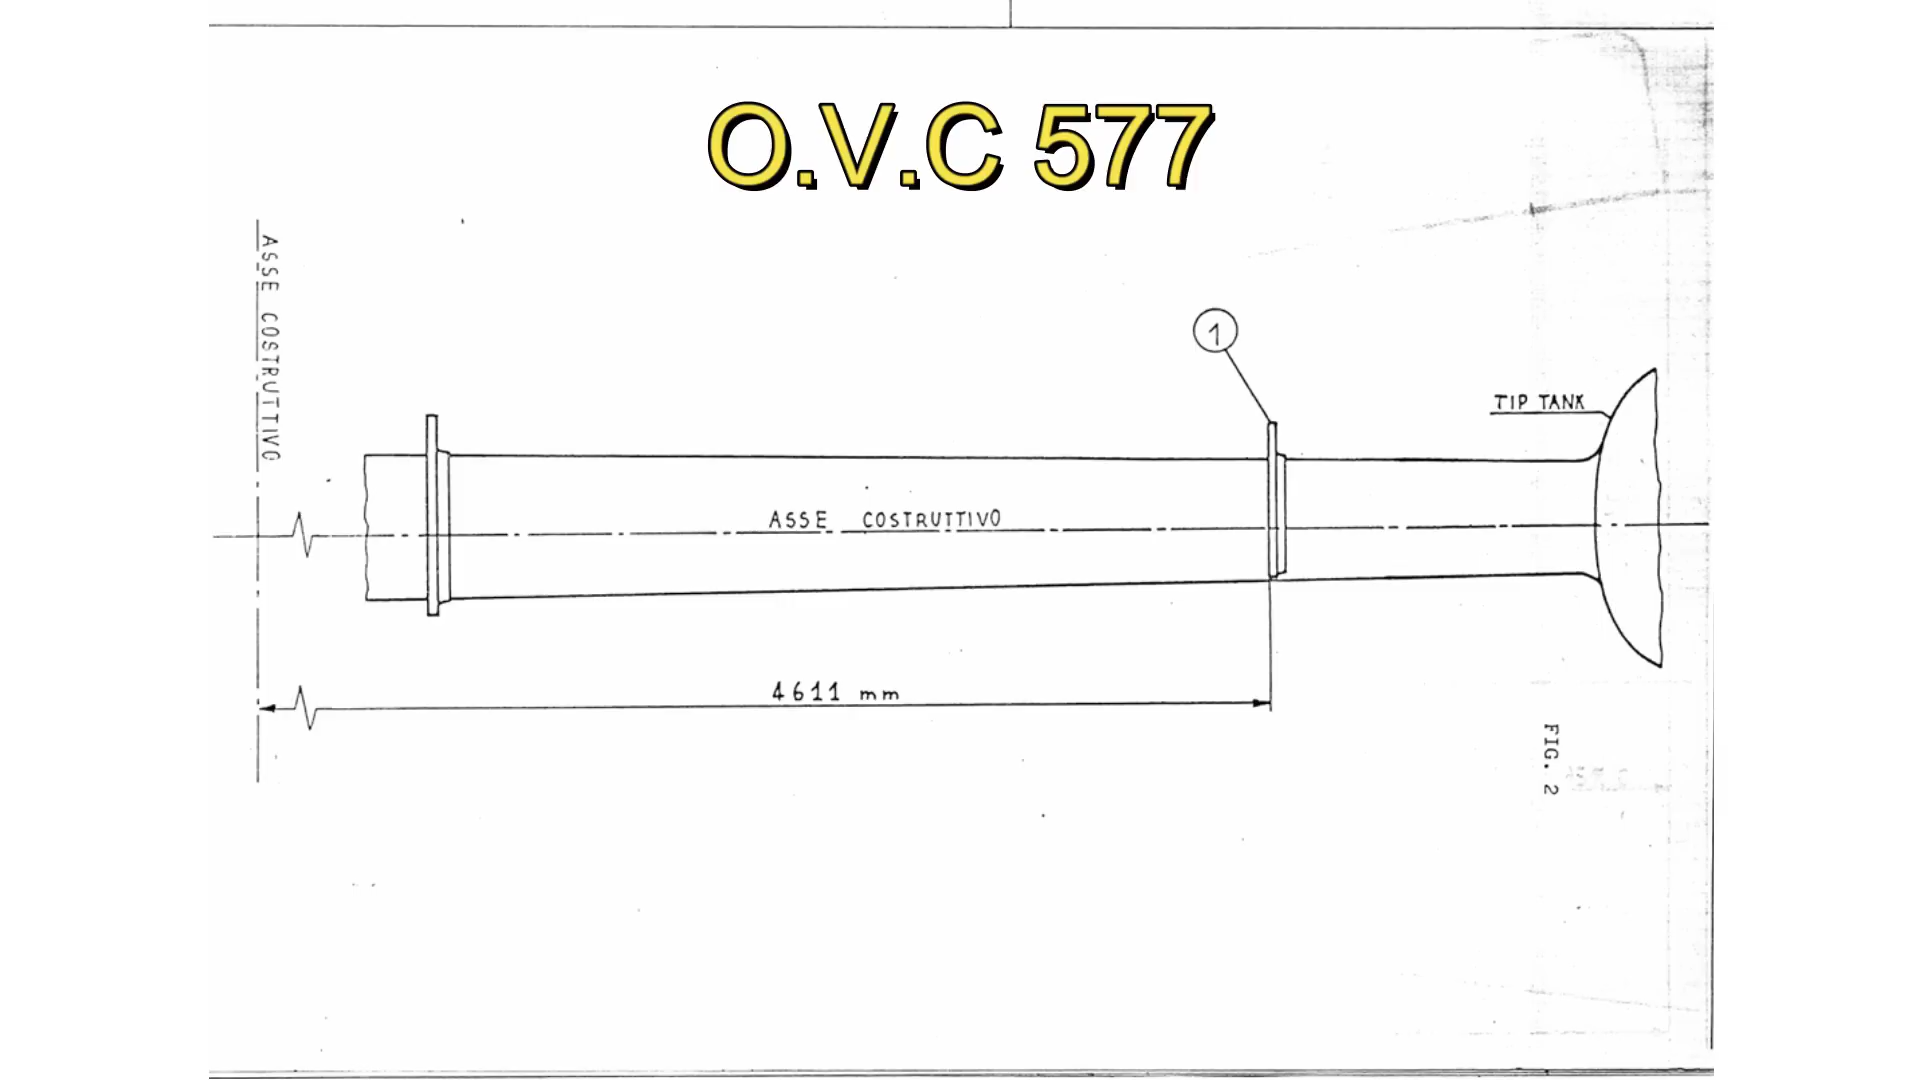 O.V.C 577
ASSE COSTRUTTIVO
1
TIP TANK
ASSE COSTRUTTIVO
4611 mm
FIG. 2